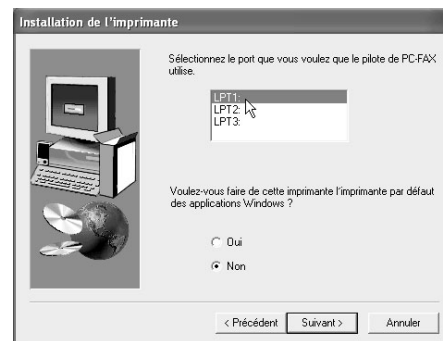 Installation de l'imprimante
Sélectionnez le port que vous voulez que le pilote de PC-FAX
utilise.
LPT1:
LPT2:
LPT3:
Voulez-vous faire de cette imprimante l'imprimante par défaut
des applications Windows ?
Oui
Non
< Précédent
Suivant >
Annuler